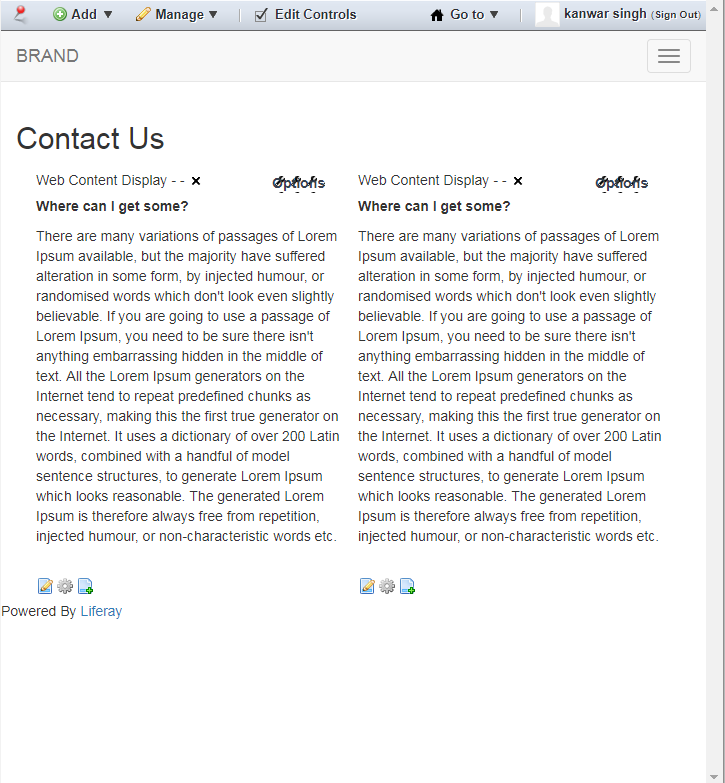 Add Manage Edit Controls Go to kanwar singh (Sign Out)
BRAND
Contact Us
Web Content Display - - Options
Where can I get some?
There are many variations of passages of Lorem
Ipsum available, but the majority have suffered
alteration in some form, by injected humour, or
randomised words which don't look even slightly
believable. If you are going to use a passage of
Lorem Ipsum, you need to be sure there isn't
anything embarrassing hidden in the middle of
text. All the Lorem Ipsum generators on the
Internet tend to repeat predefined chunks as
necessary, making this the first true generator on
the Internet. It uses a dictionary of over 200 Latin
words, combined with a handful of model
sentence structures, to generate Lorem Ipsum
which looks reasonable. The generated Lorem
Ipsum is therefore always free from repetition,
injected humour, or non-characteristic words etc.
Web Content Display - - Options
Where can I get some?
There are many variations of passages of Lorem
Ipsum available, but the majority have suffered
alteration in some form, by injected humour, or
randomised words which don't look even slightly
believable. If you are going to use a passage of
Lorem Ipsum, you need to be sure there isn't
anything embarrassing hidden in the middle of
text. All the Lorem Ipsum generators on the
Internet tend to repeat predefined chunks as
necessary, making this the first true generator on
the Internet. It uses a dictionary of over 200 Latin
words, combined with a handful of model
sentence structures, to generate Lorem Ipsum
which looks reasonable. The generated Lorem
Ipsum is therefore always free from repetition,
injected humour, or non-characteristic words etc.
Powered By Liferay